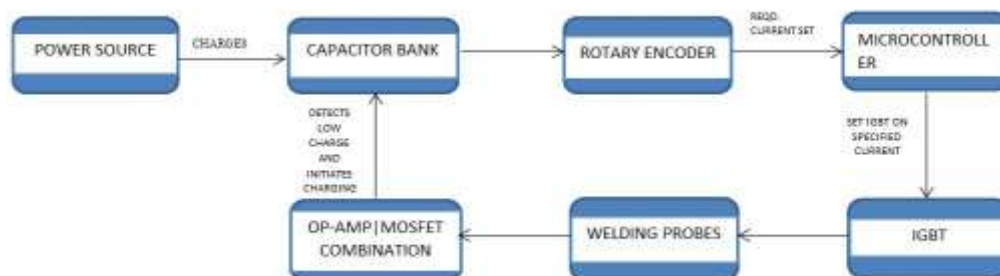 POWER SOURCE
CHARGES
CAPACITOR BANK
ROTARY ENCODER
REQD.
CURRENT SET
MICROCONTROLL
ER
DETECTS
LOW
CHARGE
AND
INITIATES
CHARGING
SET IGBT ON
SPECIFIED
CURRENT
OP-AMP|MOSFET
COMBINATION
WELDING PROBES
IGBT